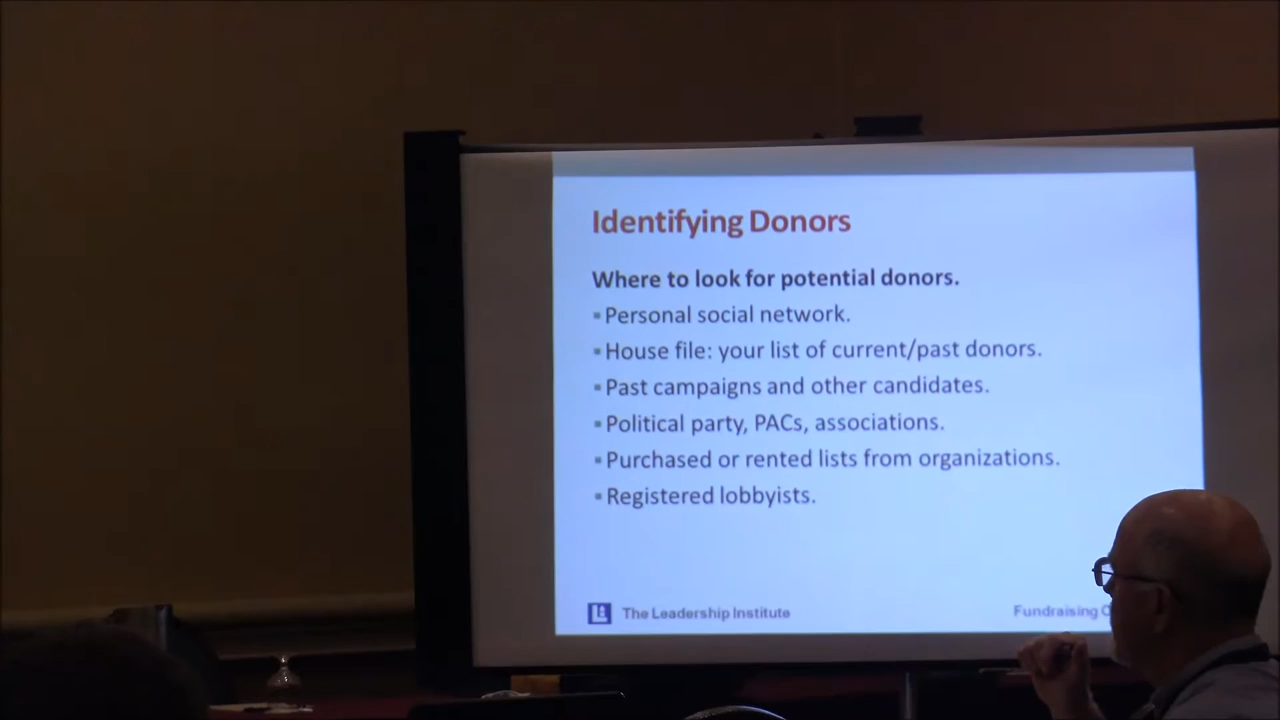 Identifying Donors
Where to look for potential donors.
▪ Personal social network.
▪ House file: your list of current/past donors.
▪ Past campaigns and other candidates.
▪ Political party, PACs, associations.
▪ Purchased or rented lists from organizations.
▪ Registered lobbyists.
The Leadership Institute
Fundraising